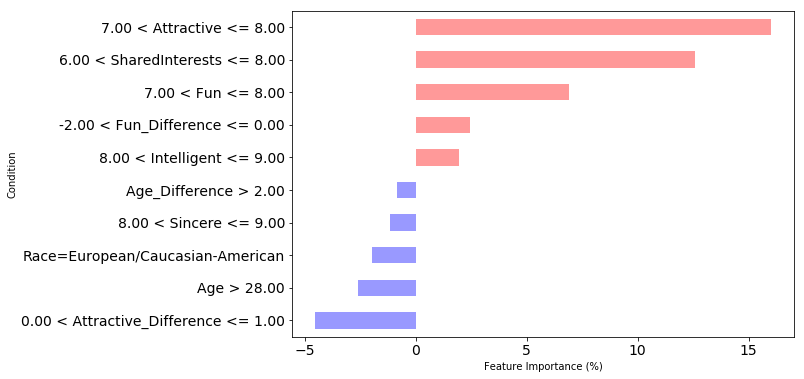 7.00 < Attractive <= 8.00
6.00 < SharedInterests <= 8.00
7.00 < Fun <= 8.00
-2.00 < Fun_Difference <= 0.00
8.00 < Intelligent <= 9.00
Age_Difference > 2.00
8.00 < Sincere <= 9.00
Race=European/Caucasian-American
Age > 28.00
0.00 < Attractive_Difference <= 1.00
Condition
−5 0 5 10 15
Feature Importance (%)